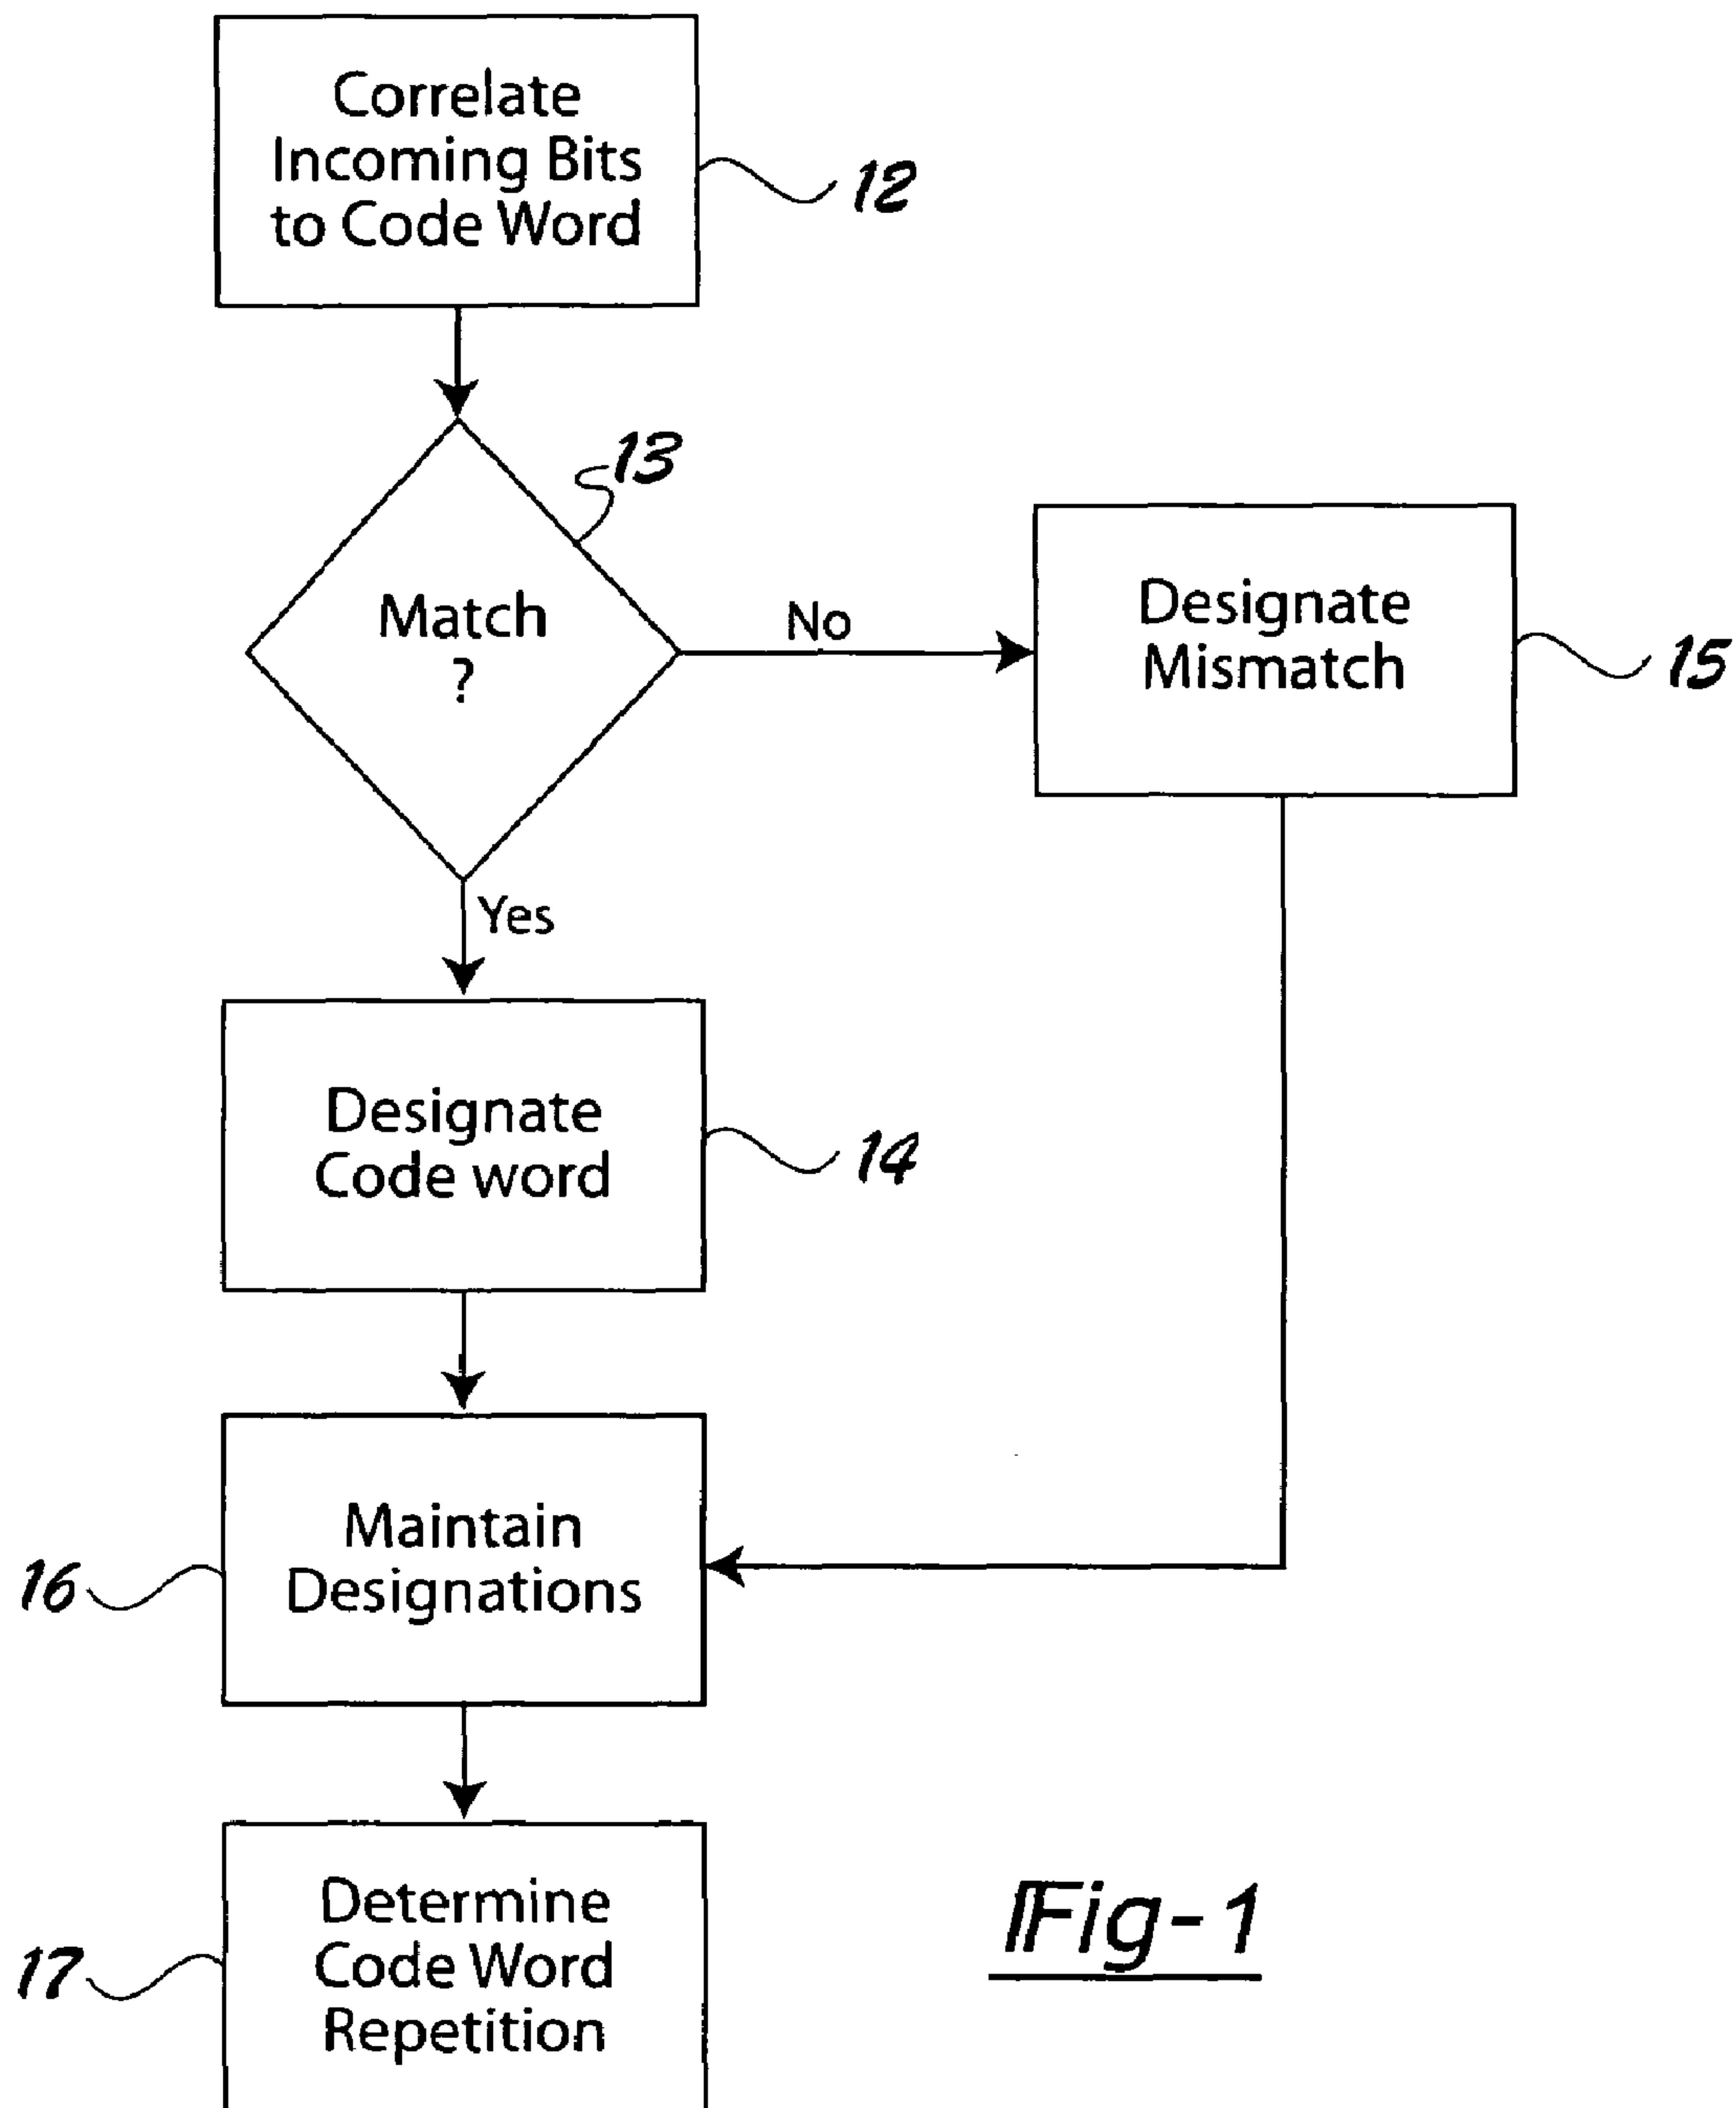 Correlate
Incoming Bits
to Code Word
12
13
Match
?
No
Designate
Mismatch
15
Yes
Designate
Code word
14
Maintain
Designations
16
Determine
Code Word
Repetition
17
Fig-1